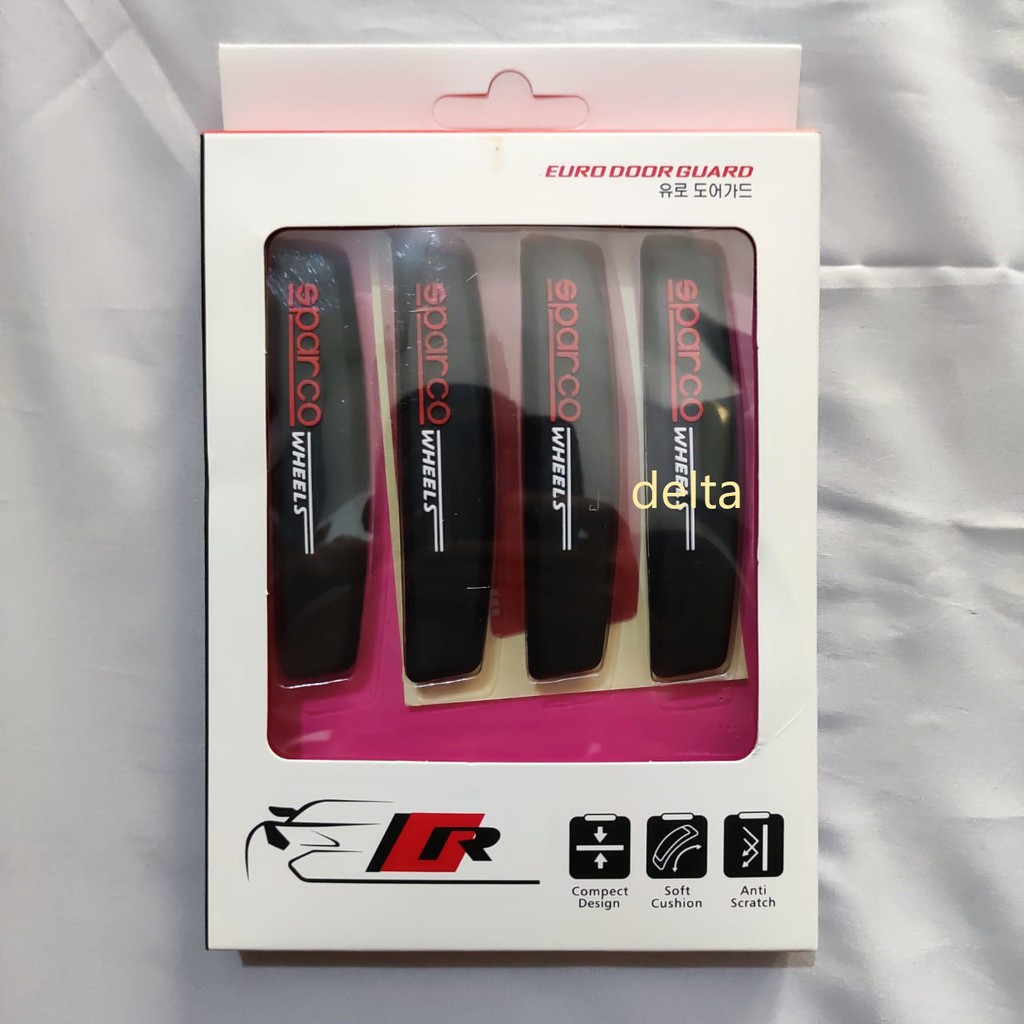 EURO DOOR GUARD
유로 도어가드
sparco WHEELS
sparco WHEELS
sparco WHEELS
sparco WHEELS
delta
R
Compect
Design
Soft
Cushion
Anti
Scratch